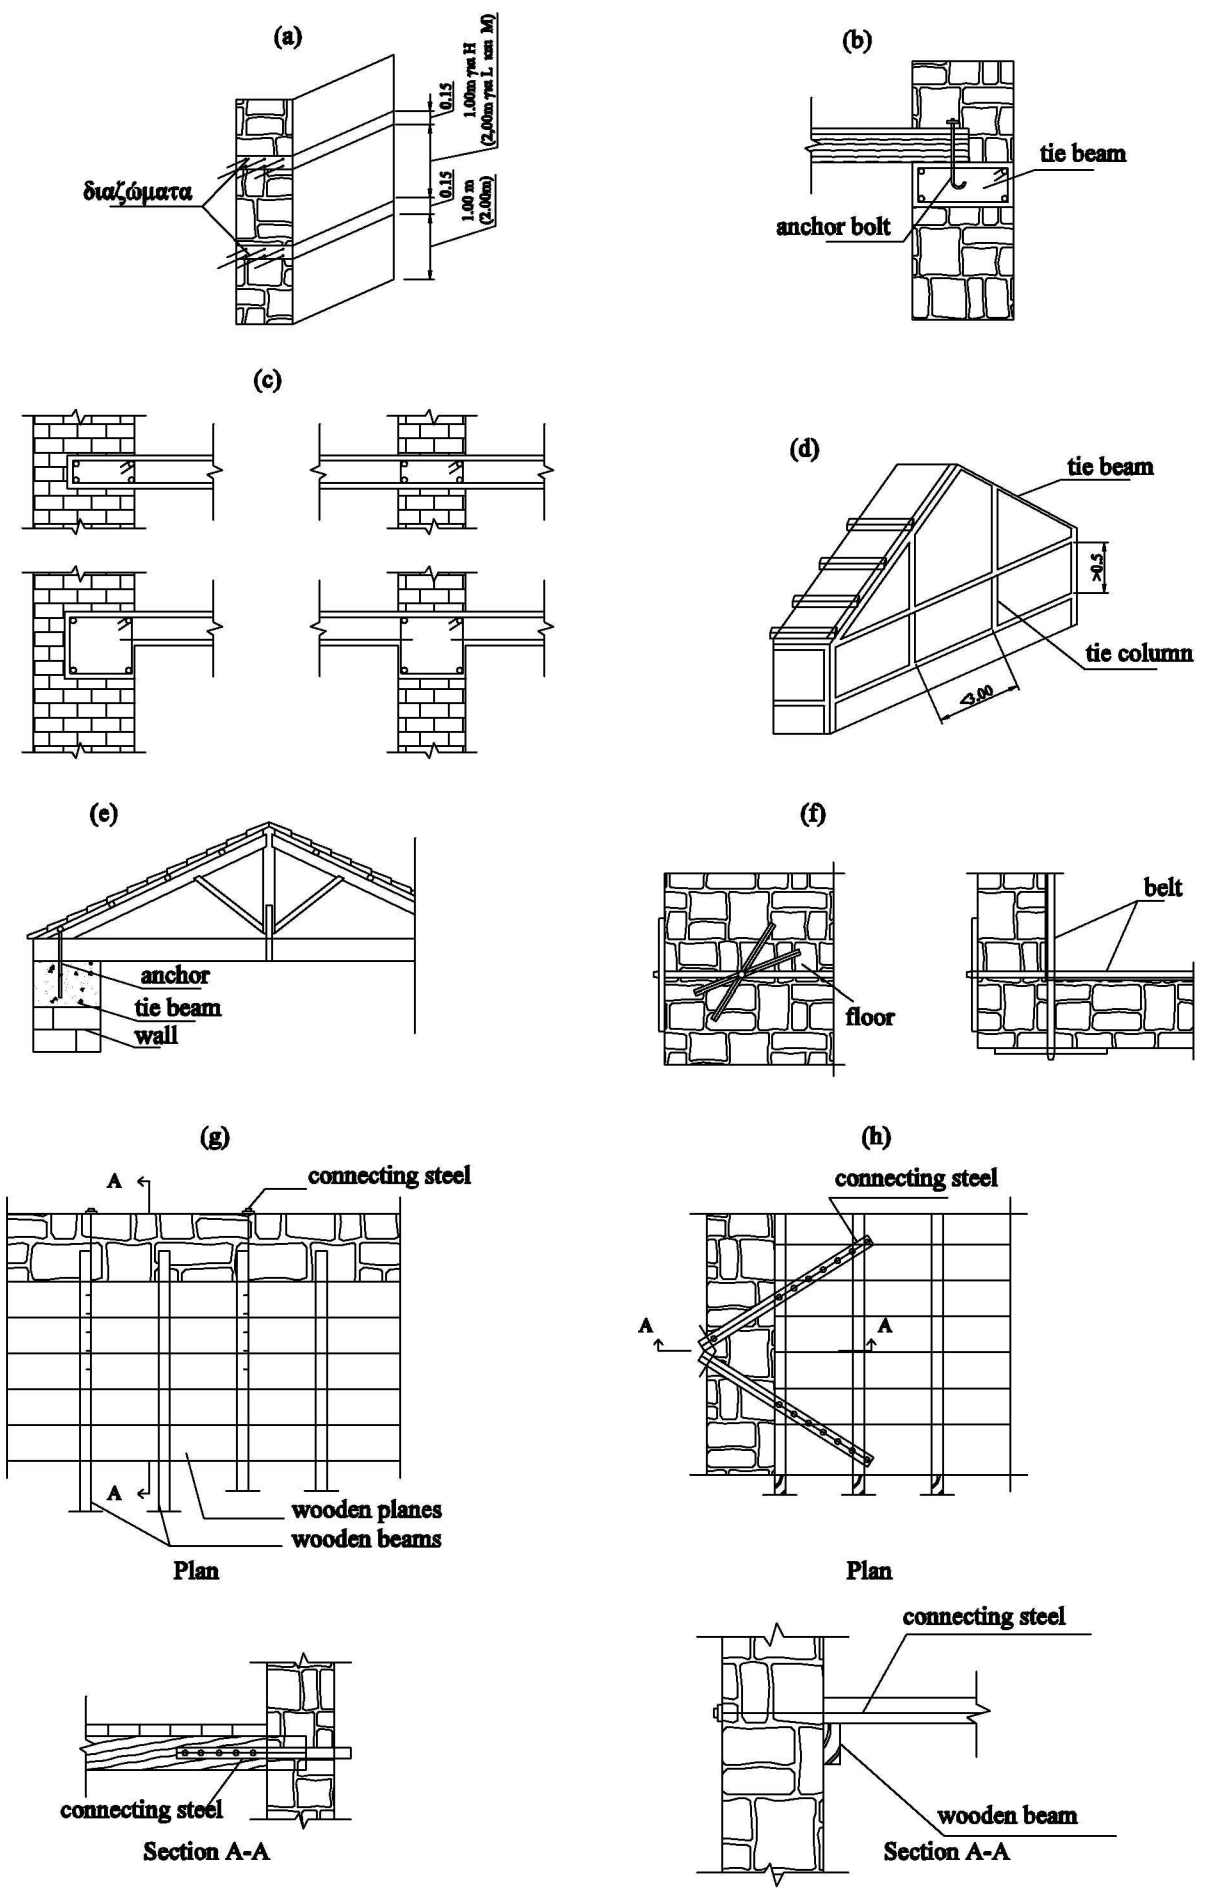 (a)
διαζώματα
0.15
1.00m για H
(2,00m για L και M)
0.15
1.00 m
(2.00m)
(b)
tie beam
anchor bolt
(c)
(d)
tie beam
>0.5
tie column
<3.00
(e)
anchor
tie beam
wall
(f)
belt
floor
(g)
A
connecting steel
A
wooden planes
wooden beams
Plan
connecting steel
Section A-A
(h)
connecting steel
A
A
Plan
connecting steel
wooden beam
Section A-A